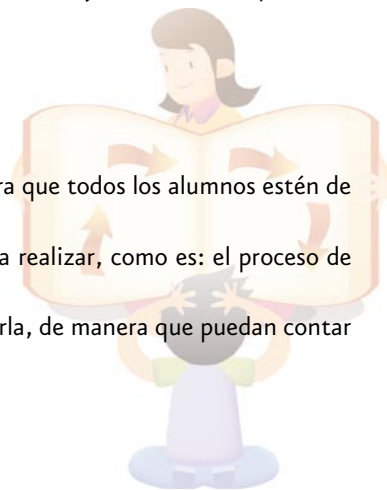 ra que todos los alumnos estén de
a realizar, como es: el proceso de
rla, de manera que puedan contar